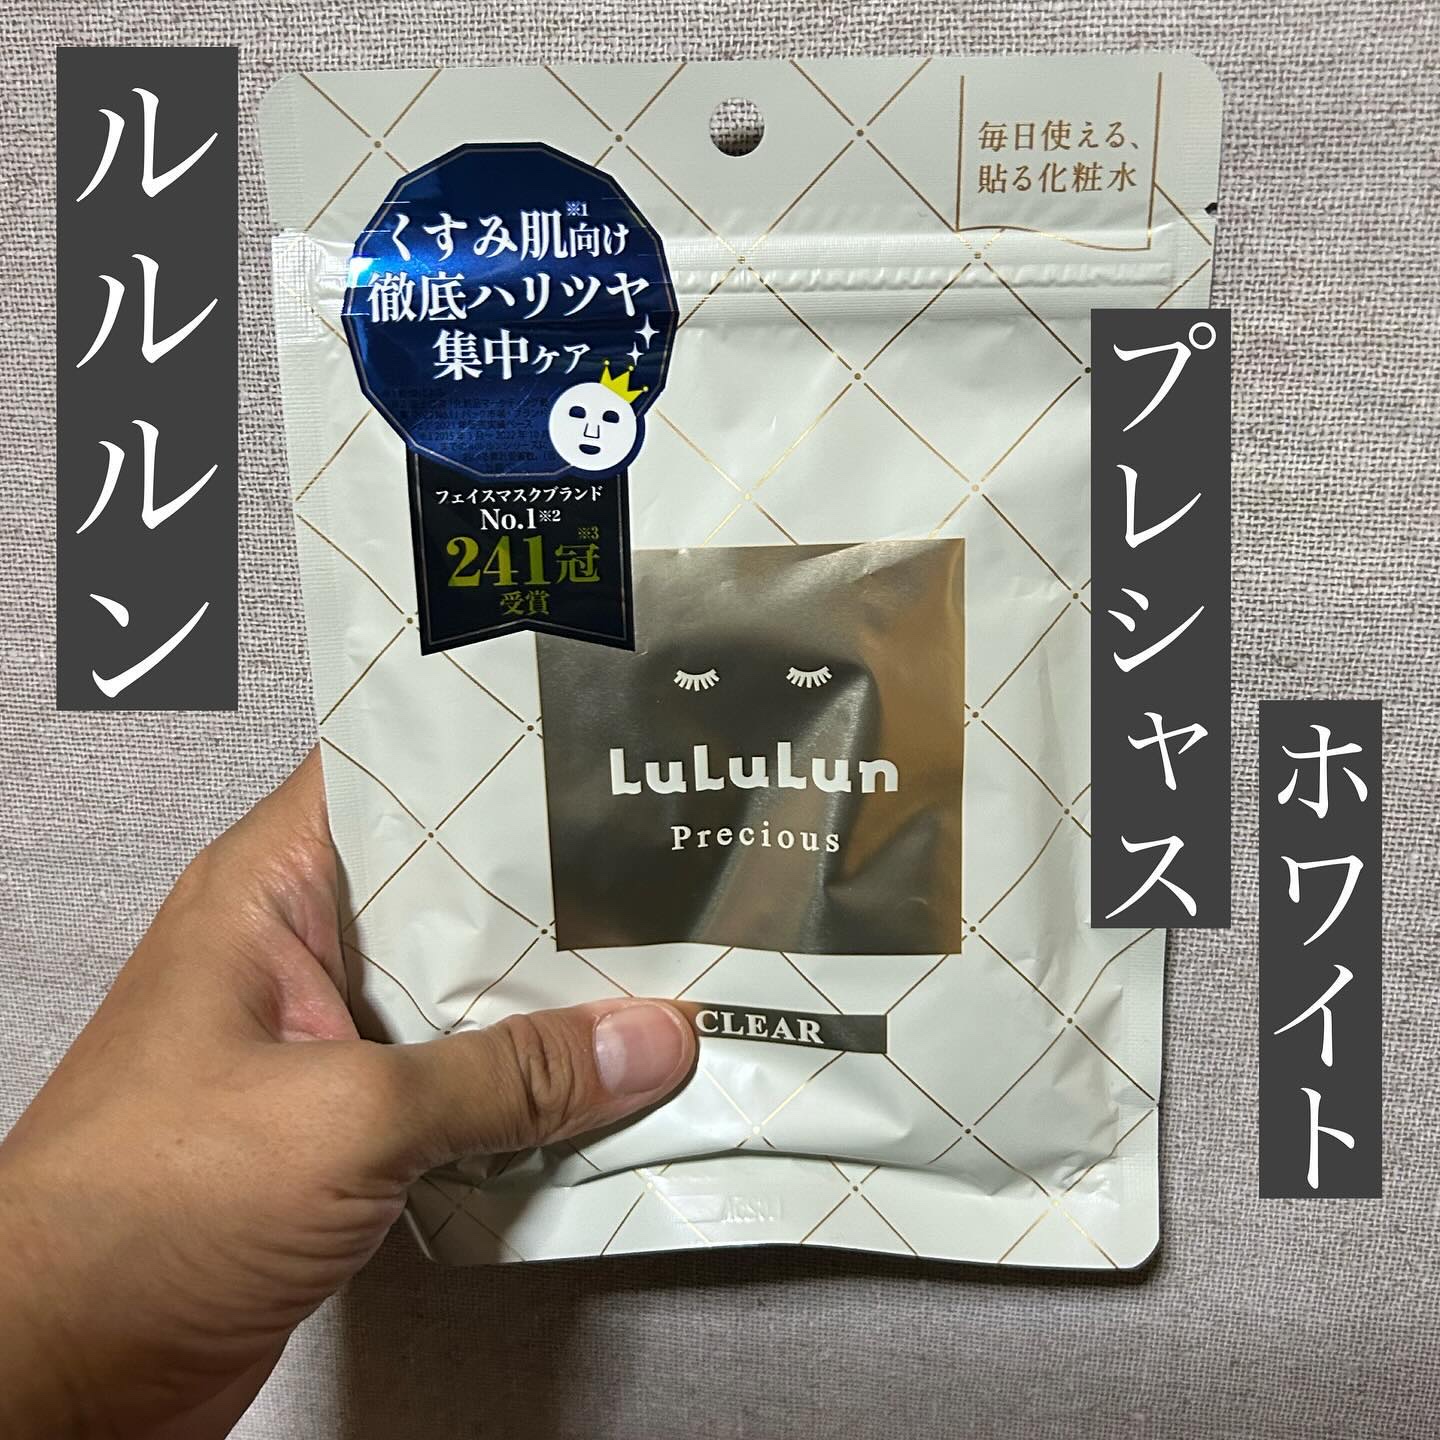 ルルルン
プレシャス
ホワイト
毎日使える、
貼る化粧水
くすみ肌※1向け
徹底ハリツヤ
集中ケア
フェイスマスクブランド
No.1※2
241冠※3
受賞
LuLuLun
Precious
CLEAR